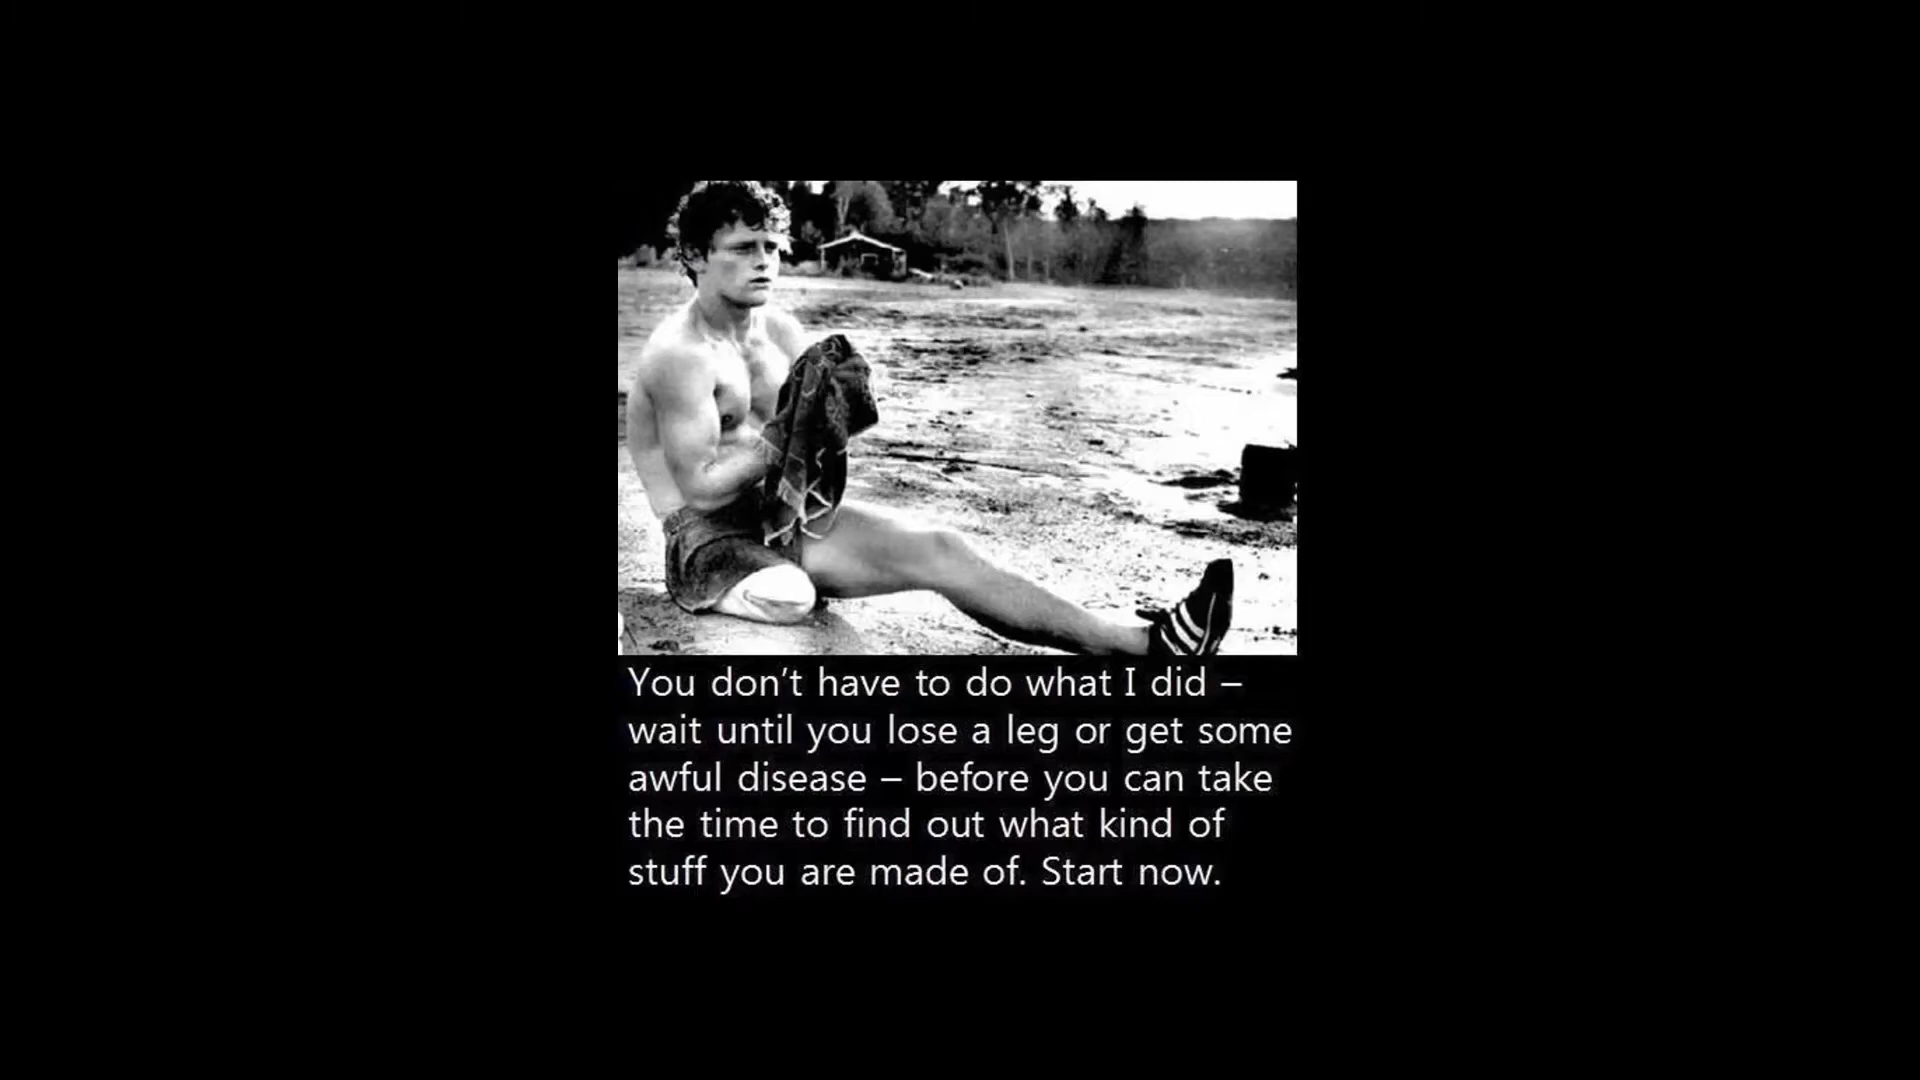 You don't have to do what I did –
wait until you lose a leg or get some
awful disease – before you can take
the time to find out what kind of
stuff you are made of. Start now.